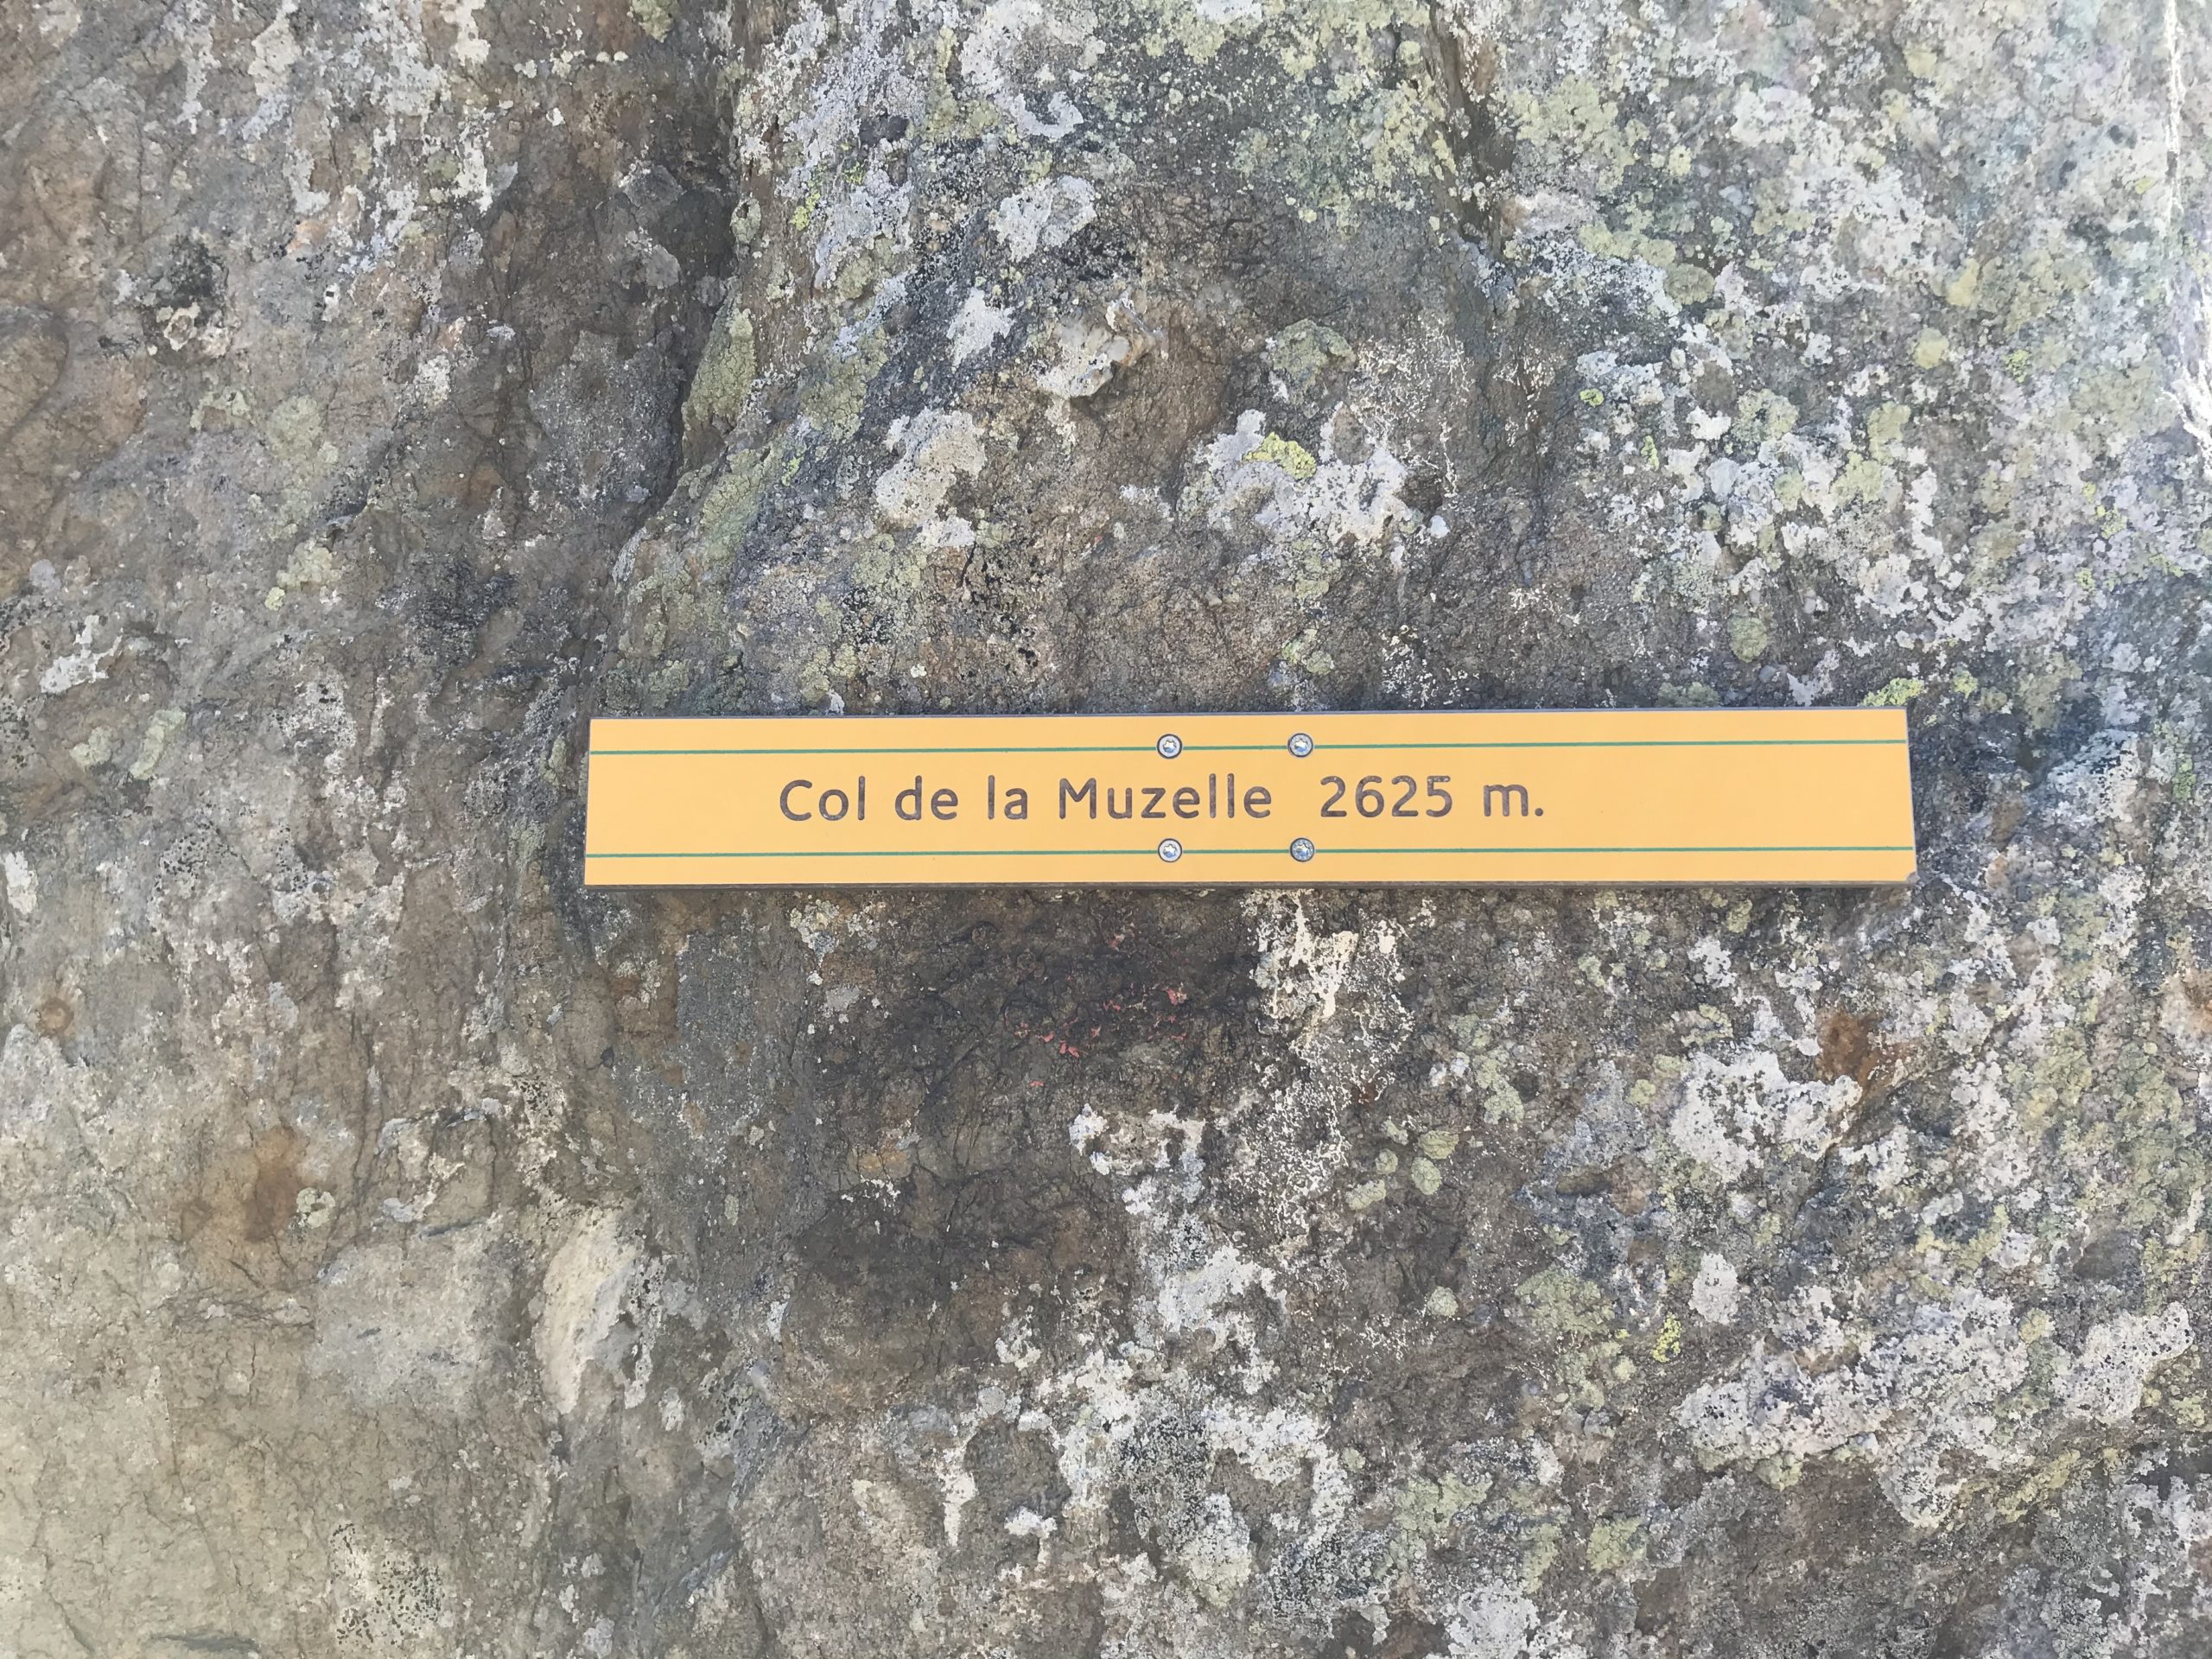 Col de la Muzelle 2625 m.